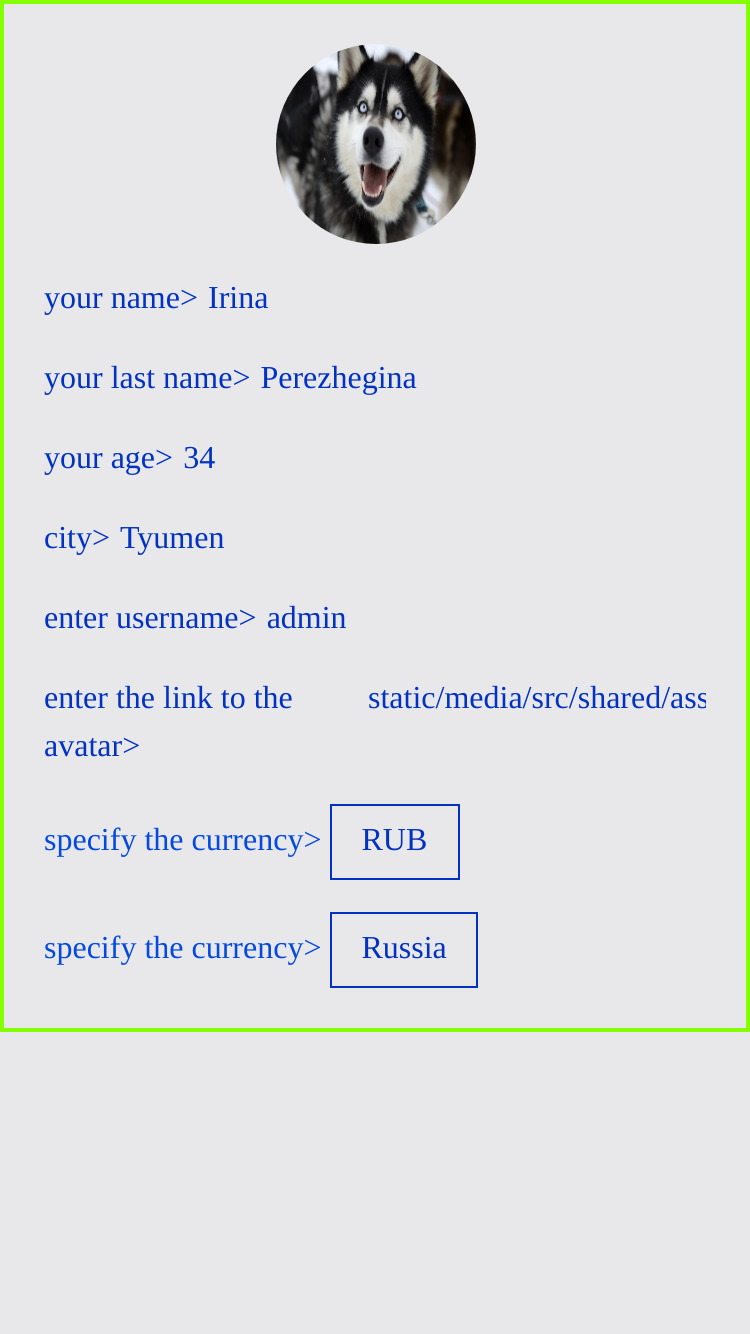 your name> Irina
your last name> Perezhegina
your age> 34
city> Tyumen
enter username> admin
enter the link to the static/media/src/shared/ass
avatar>
specify the currency> RUB
specify the currency> Russia